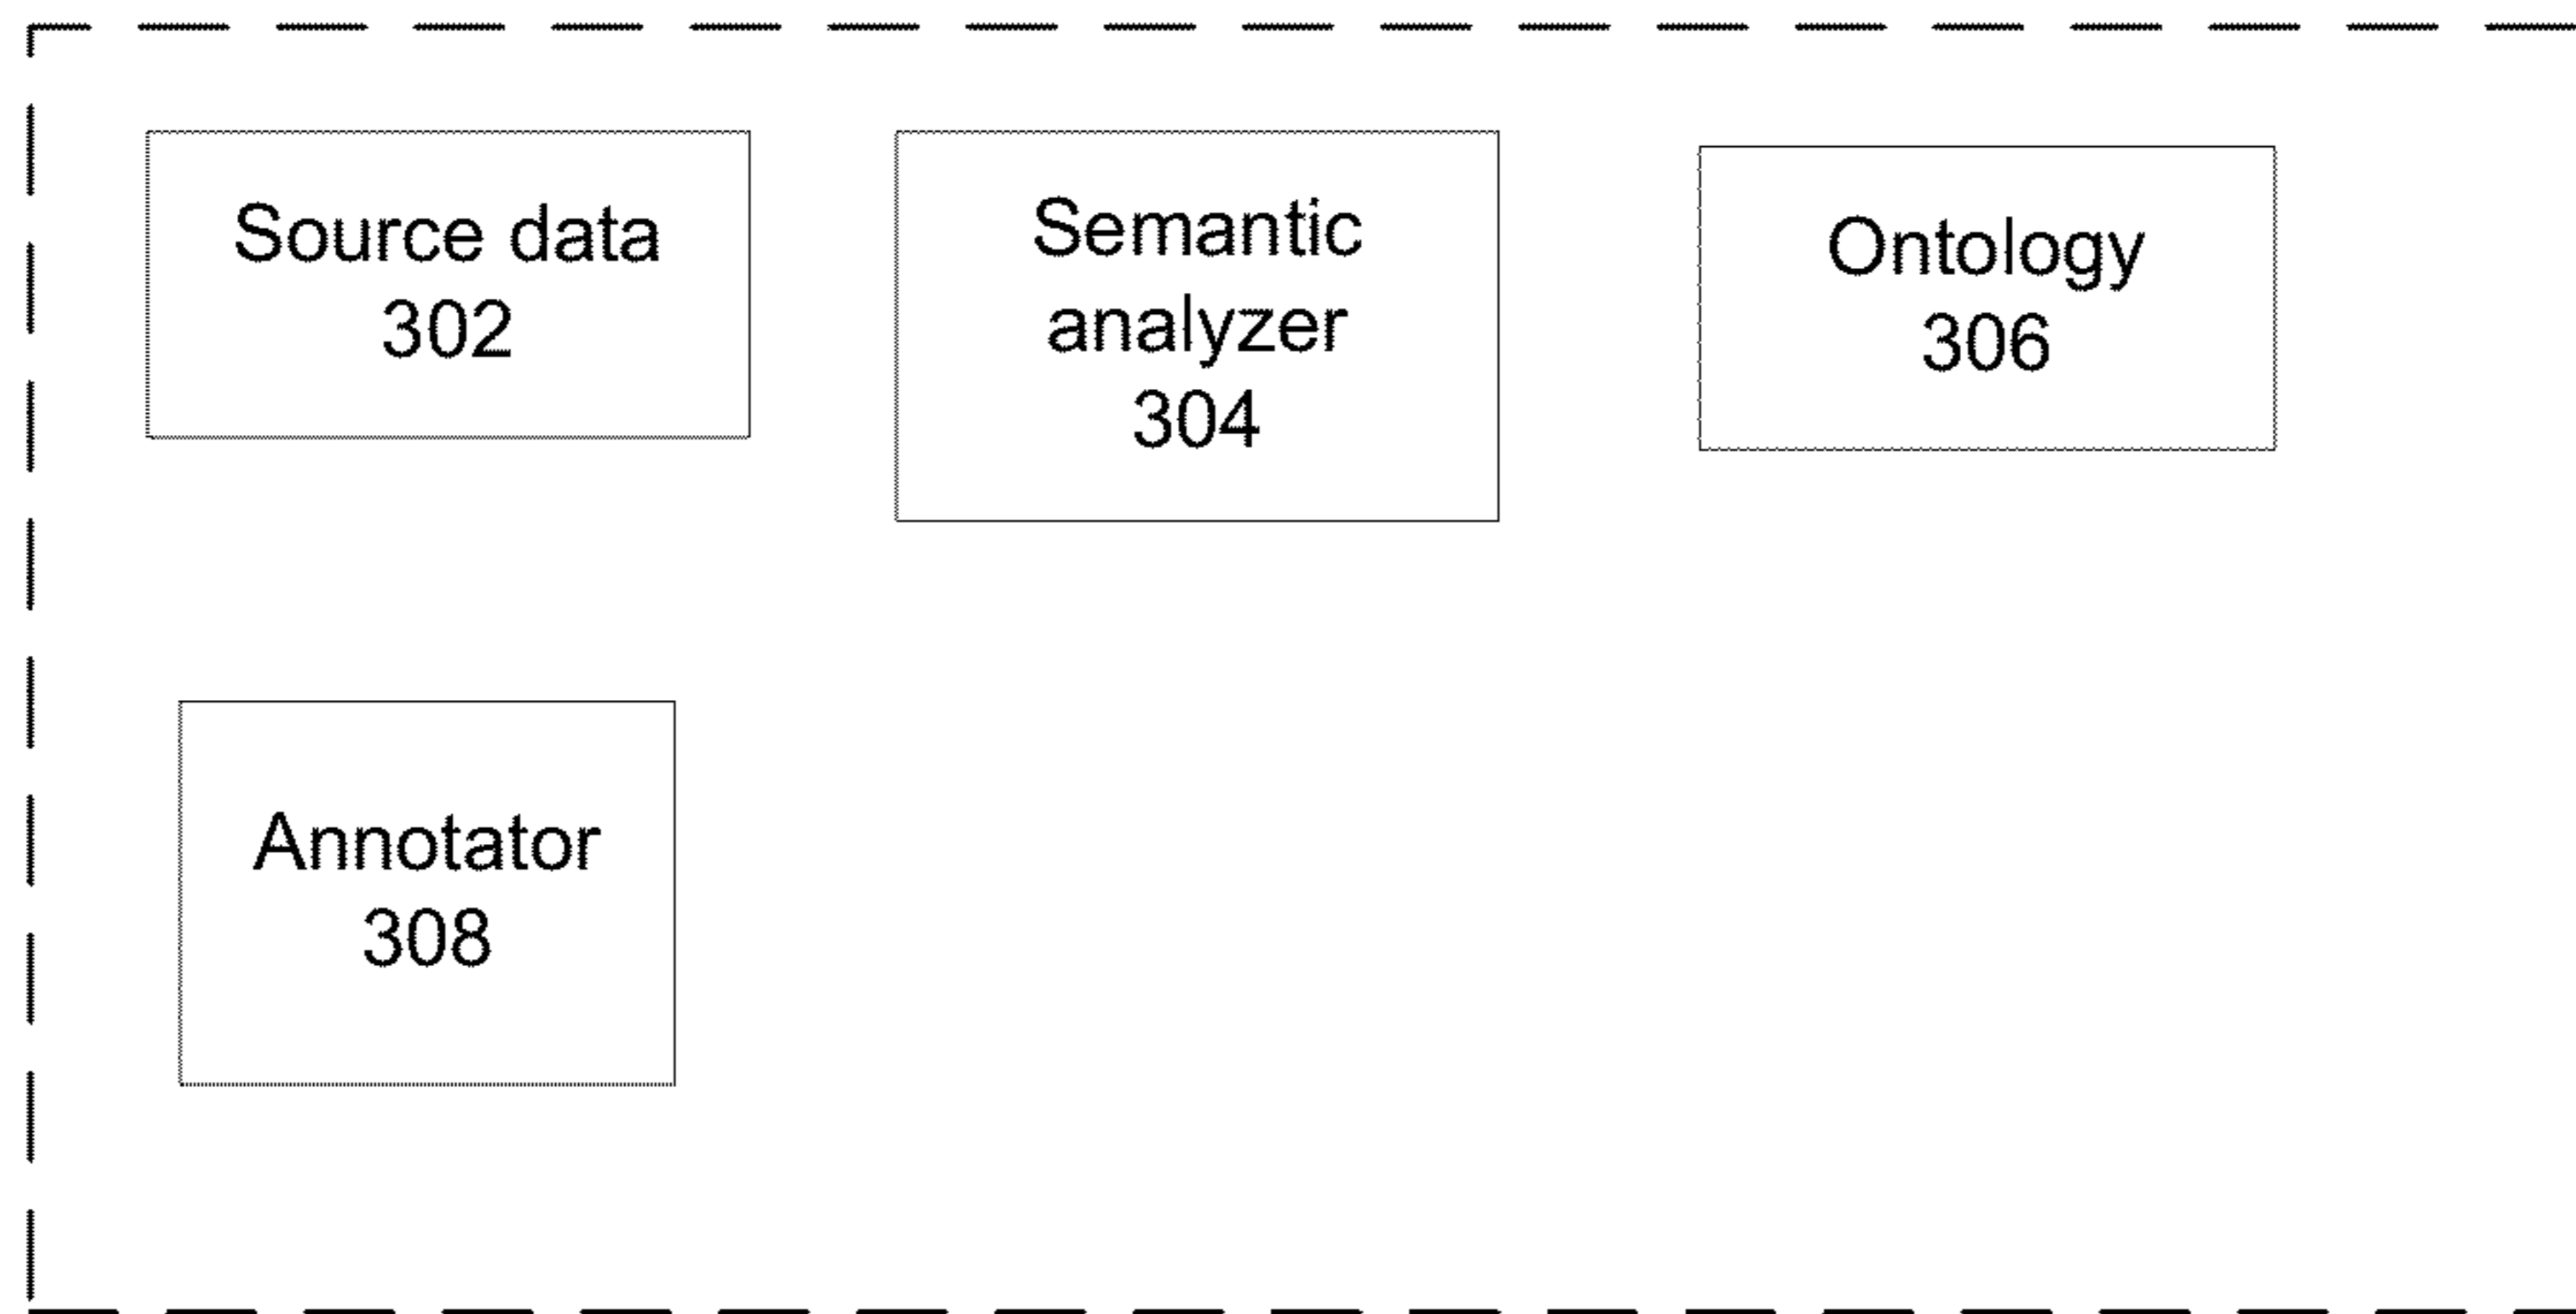 Source data
302
Semantic
analyzer
304
Ontology
306
Annotator
308